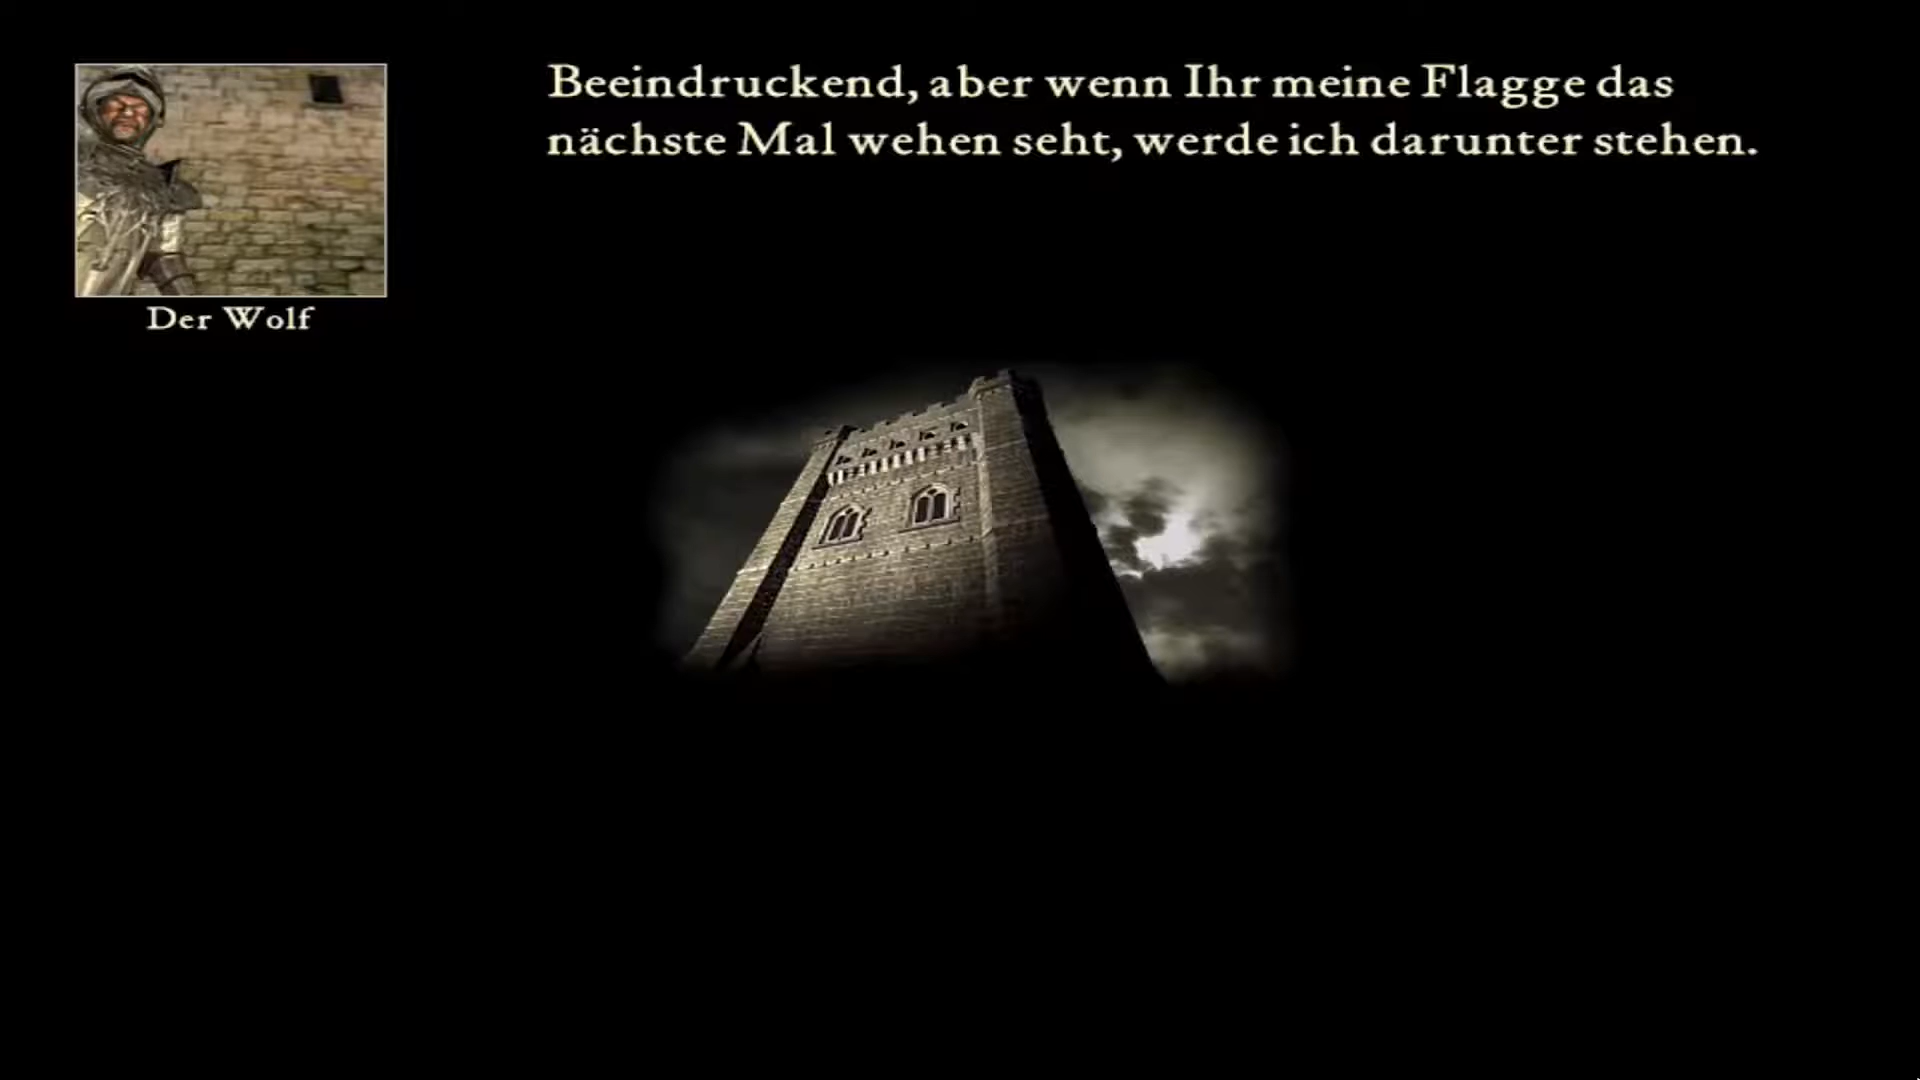 Beeindruckend, aber wenn Ihr meine Flagge das
nächste Mal wehen seht, werde ich darunter stehen.
Der Wolf